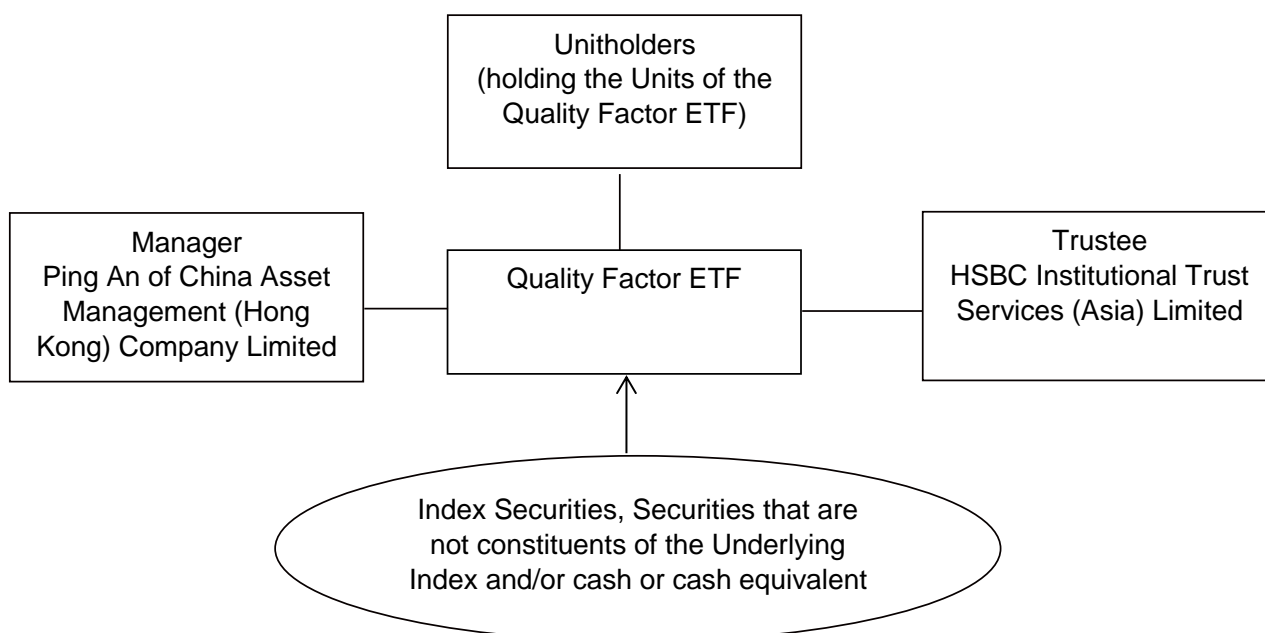 Unitholders
(holding the Units of the
Quality Factor ETF)
Manager
Ping An of China Asset
Management (Hong
Kong) Company Limited
Quality Factor ETF
Trustee
HSBC Institutional Trust
Services (Asia) Limited
Index Securities, Securities that are
not constituents of the Underlying
Index and/or cash or cash equivalent